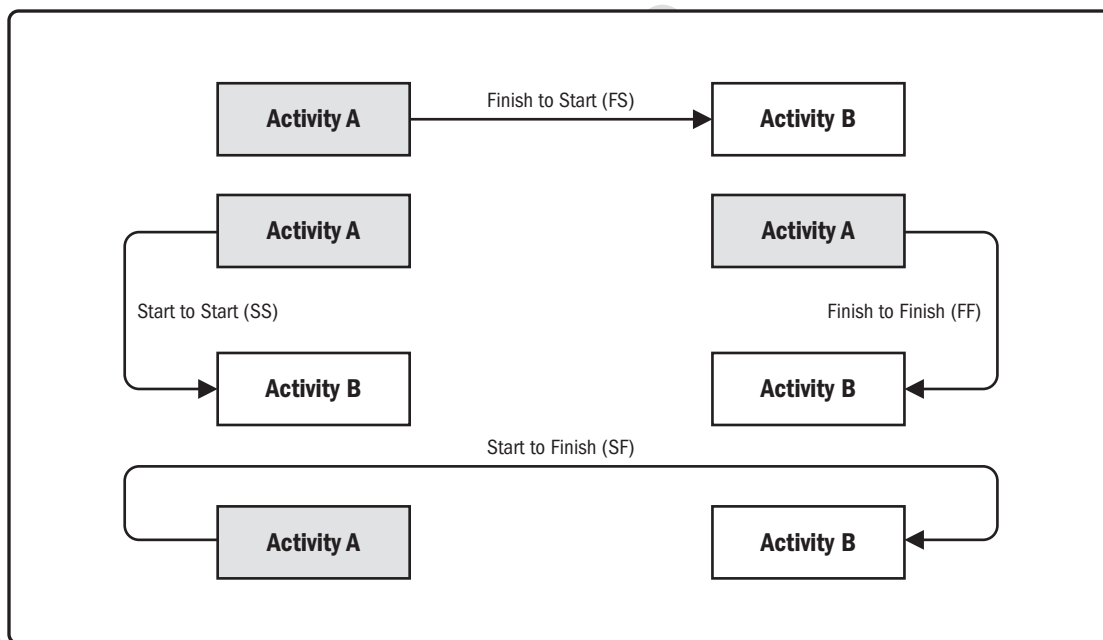 Activity A
Finish to Start (FS)
Activity B
Activity A
Activity A
Start to Start (SS)
Finish to Finish (FF)
Activity B
Activity B
Start to Finish (SF)
Activity A
Activity B